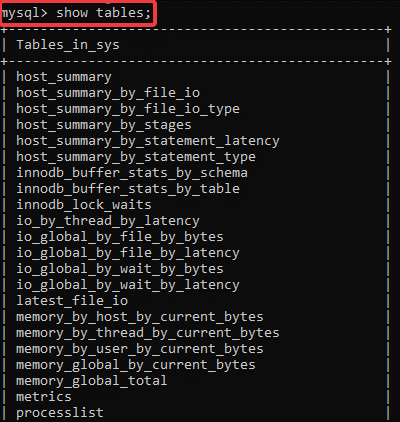 mysql> show tables;
+-----------------------------------------------+
| Tables_in_sys |
+-----------------------------------------------+
| host_summary |
| host_summary_by_file_io |
| host_summary_by_file_io_type |
| host_summary_by_stages |
| host_summary_by_statement_latency |
| host_summary_by_statement_type |
| innodb_buffer_stats_by_schema |
| innodb_buffer_stats_by_table |
| innodb_lock_waits |
| io_by_thread_by_latency |
| io_global_by_file_by_bytes |
| io_global_by_file_by_latency |
| io_global_by_wait_by_bytes |
| io_global_by_wait_by_latency |
| latest_file_io |
| memory_by_host_by_current_bytes |
| memory_by_thread_by_current_bytes |
| memory_by_user_by_current_bytes |
| memory_global_by_current_bytes |
| memory_global_total |
| metrics |
| processlist |